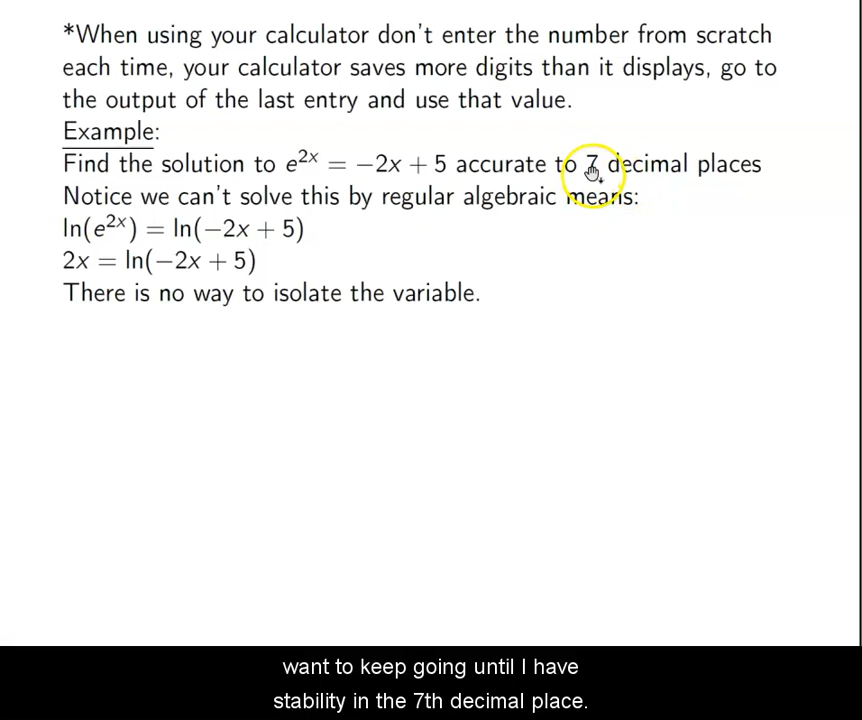 *When using your calculator don't enter the number from scratch
each time, your calculator saves more digits than it displays, go to
the output of the last entry and use that value.
Example:
Find the solution to e^{2x} = −2x + 5 accurate to 7 decimal places
Notice we can't solve this by regular algebraic means:
ln(e^{2x}) = ln(−2x + 5)
2x = ln(−2x + 5)
There is no way to isolate the variable.
want to keep going until I have
stability in the 7th decimal place.